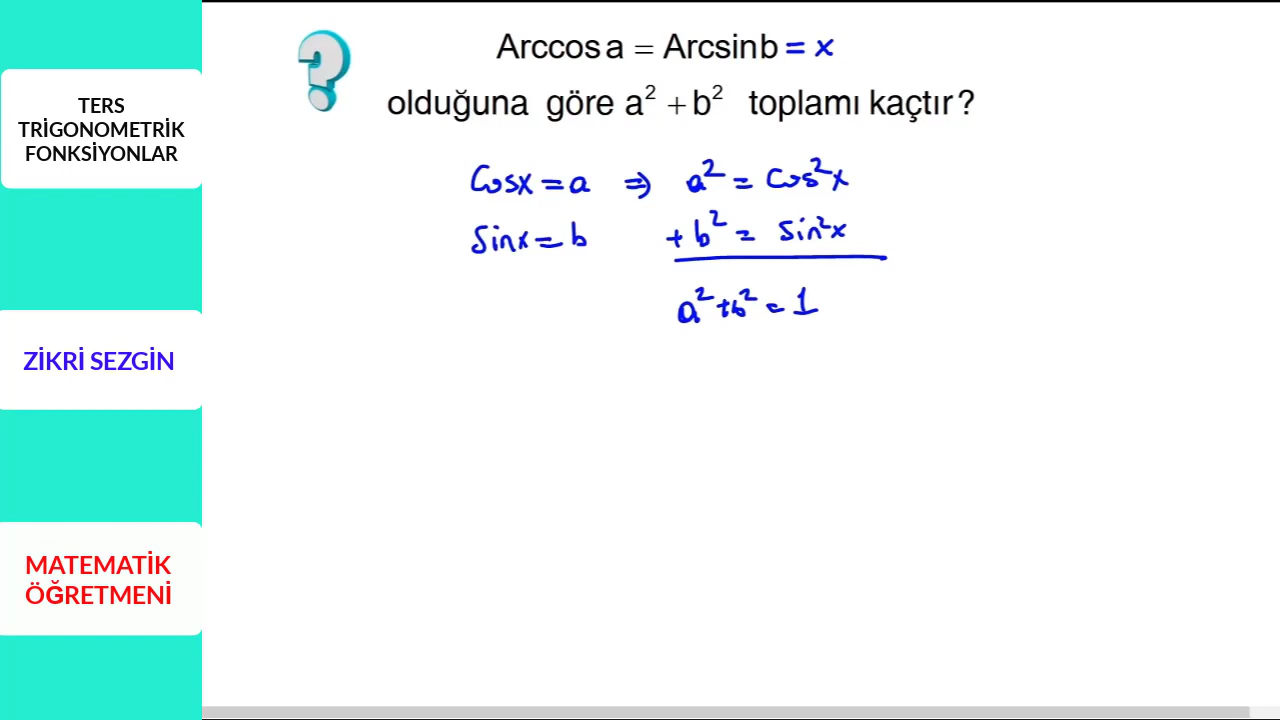 TERS
TRİGONOMETRİK
FONKSİYONLAR
ZİKRİ SEZGİN
MATEMATİK
ÖĞRETMENİ
Arccos a = Arcsin b = x
olduğuna göre a² + b² toplamı kaçtır?
Cosx = a ⇒ a² = Cos²x
Sinx = b + b² = Sin²x
a² + b² = 1